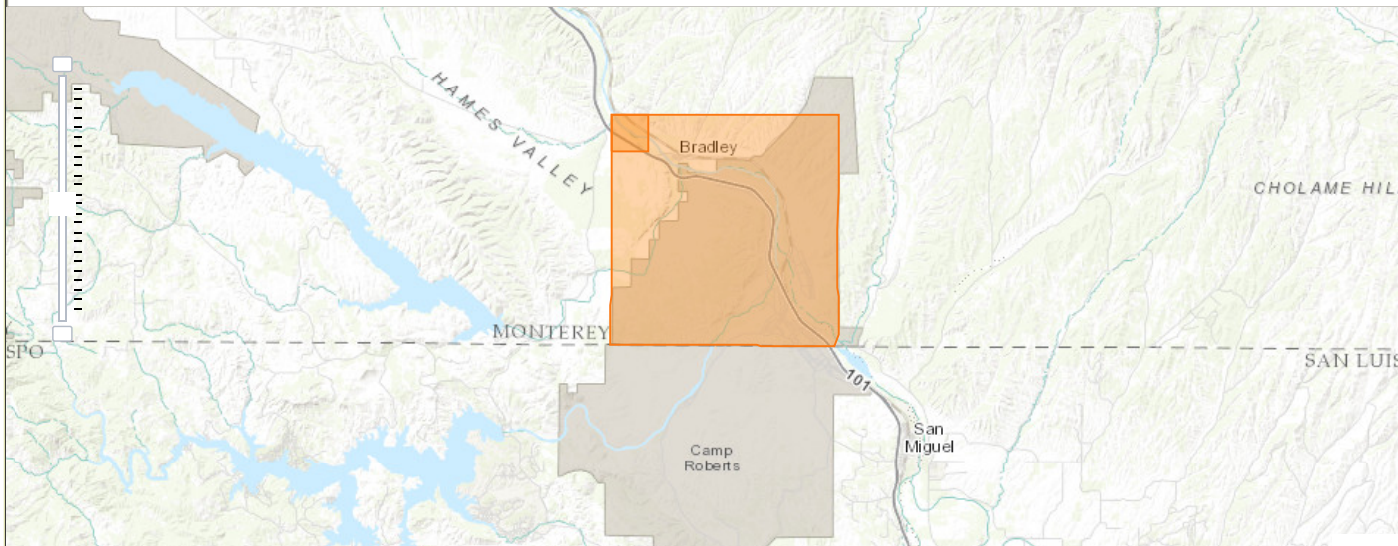 HAMES VALLEY
Bradley
CHOLAME HIL
MONTEREY
SPO
SAN LUIS
101
San
Miguel
Camp
Roberts